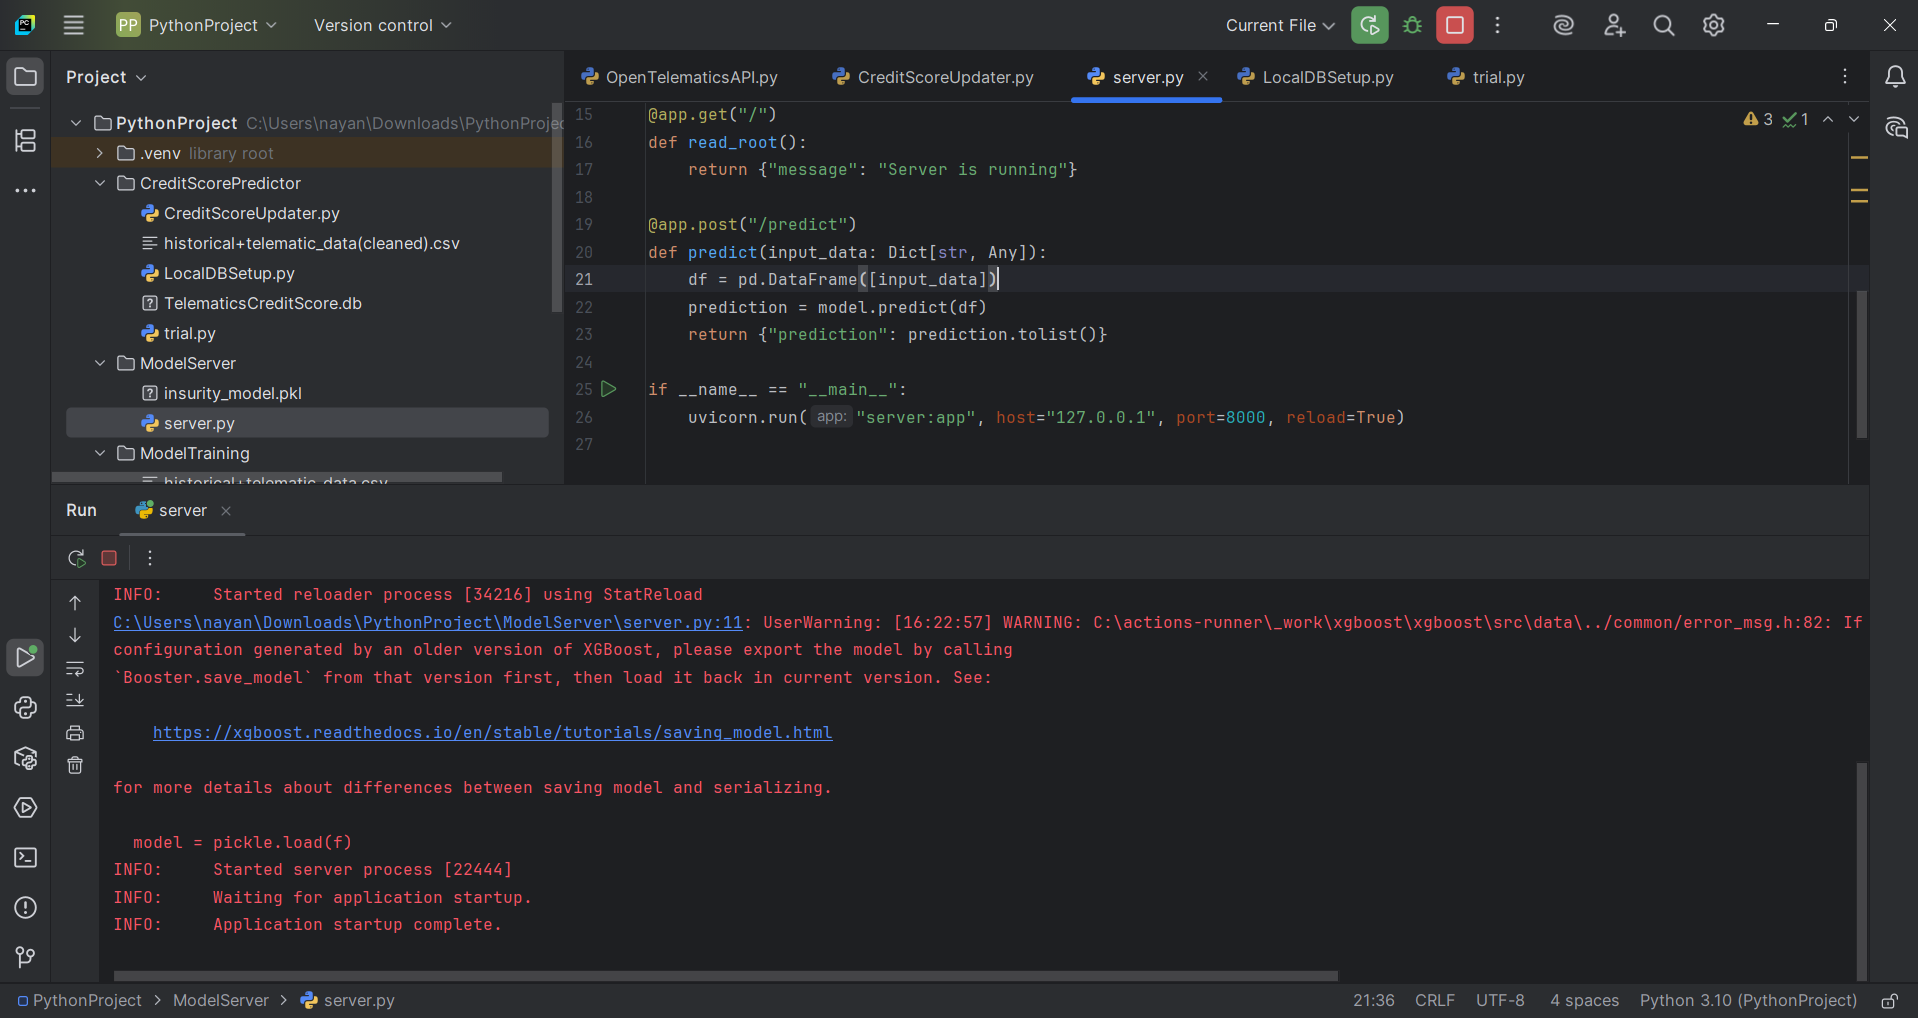 PP PythonProject Version control Current File
Project
OpenTelematicsAPI.py CreditScoreUpdater.py server.py LocalDBSetup.py trial.py
PythonProject C:\Users\nayan\Downloads\PythonProjec
.venv library root
CreditScorePredictor
CreditScoreUpdater.py
historical+telematic_data(cleaned).csv
LocalDBSetup.py
TelematicsCreditScore.db
trial.py
ModelServer
insurity_model.pkl
server.py
ModelTraining
historical+telematic_data.csv
3 1
15 @app.get("/")
16 def read_root():
17 return {"message": "Server is running"}
18
19 @app.post("/predict")
20 def predict(input_data: Dict[str, Any]):
21 df = pd.DataFrame([input_data])
22 prediction = model.predict(df)
23 return {"prediction": prediction.tolist()}
24
25 if __name__ == "__main__":
26 uvicorn.run( app: "server:app", host="127.0.0.1", port=8000, reload=True)
27
Run server
INFO: Started reloader process [34216] using StatReload
C:\Users\nayan\Downloads\PythonProject\ModelServer\server.py:11: UserWarning: [16:22:57] WARNING: C:\actions-runner\_work\xgboost\xgboost\src\data\../common/error_msg.h:82: If
configuration generated by an older version of XGBoost, please export the model by calling
`Booster.save_model` from that version first, then load it back in current version. See:
https://xgboost.readthedocs.io/en/stable/tutorials/saving_model.html
for more details about differences between saving model and serializing.
model = pickle.load(f)
INFO: Started server process [22444]
INFO: Waiting for application startup.
INFO: Application startup complete.
PythonProject > ModelServer > server.py 21:36 CRLF UTF-8 4 spaces Python 3.10 (PythonProject)